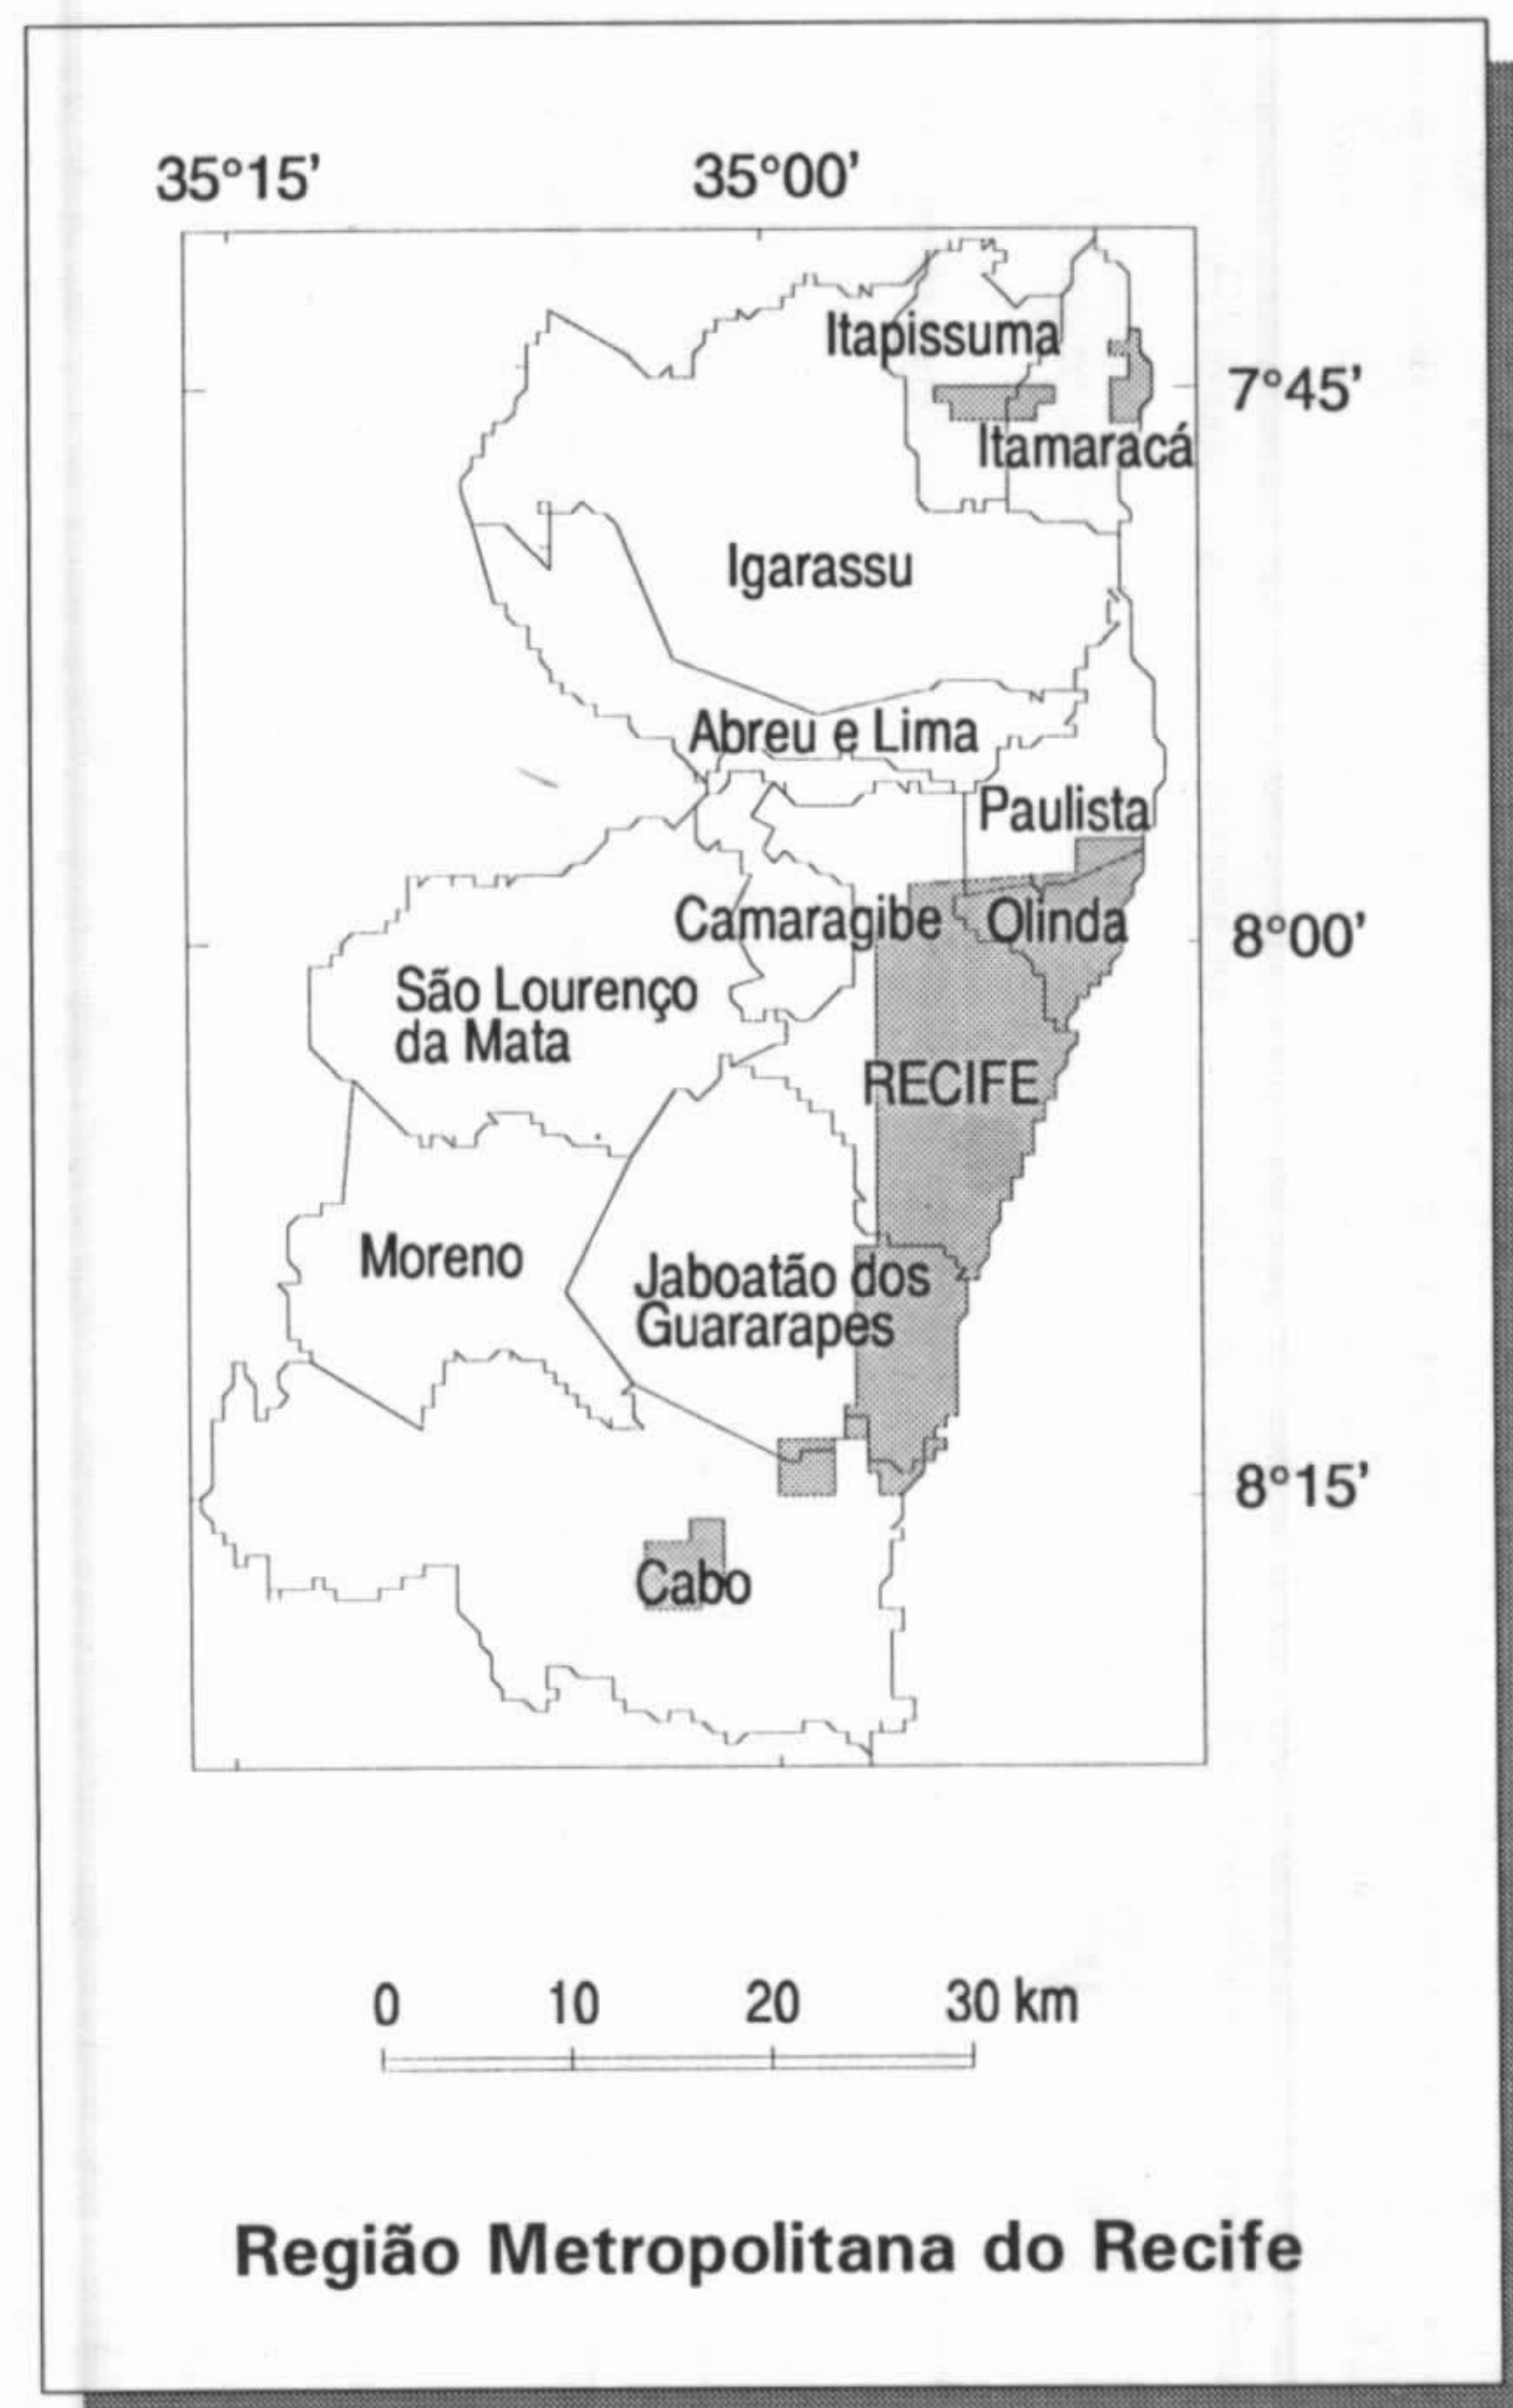 35°15' 35°00'
Itapissuma
7°45'
Itamaracá
Igarassu
Abreu e Lima
Paulista
Camaragibe Olinda
8°00'
São Lourenço
da Mata
RECIFE
Moreno
Jaboatão dos
Guararapes
8°15'
Cabo
0 10 20 30 km
Região Metropolitana do Recife